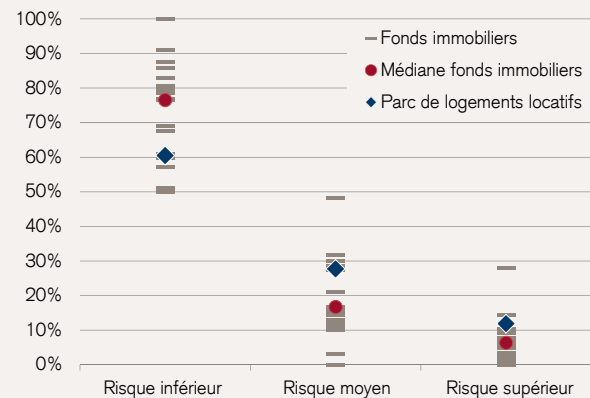 100%
90%
80%
70%
60%
50%
40%
30%
20%
10%
0%
Fonds immobiliers
Médiane fonds immobiliers
Parc de logements locatifs
Risque inférieur
Risque moyen
Risque supérieur